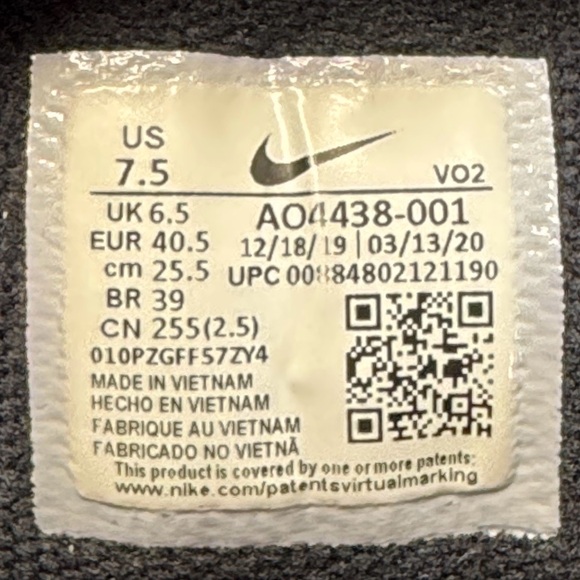 US
7.5
VO2
UK 6.5
AO4438-001
EUR 40.5
12/18/19 | 03/13/20
cm 25.5
UPC 00884802121190
BR 39
CN 255(2.5)
010PZGFF57ZY4
MADE IN VIETNAM
HECHO EN VIETNAM
FABRIQUE AU VIETNAM
FABRICADO NO VIETNÃ
This product is covered by one or more patents:
www.nike.com/patentsvirtualmarking